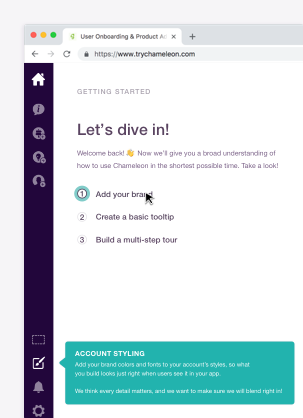 User Onboarding & Product Ad
https://www.trychameleon.com
GETTING STARTED
Let's dive in!
Welcome back! 👋 Now we'll give you a broad understanding of
how to use Chameleon in the shortest possible time. Take a look!
1 Add your brand
2 Create a basic tooltip
3 Build a multi-step tour
ACCOUNT STYLING
Add your brand colors and fonts to your account's styles, so what
you build looks just right when users see it in your app.
We think every detail matters, and we want to make sure we will blend right in!